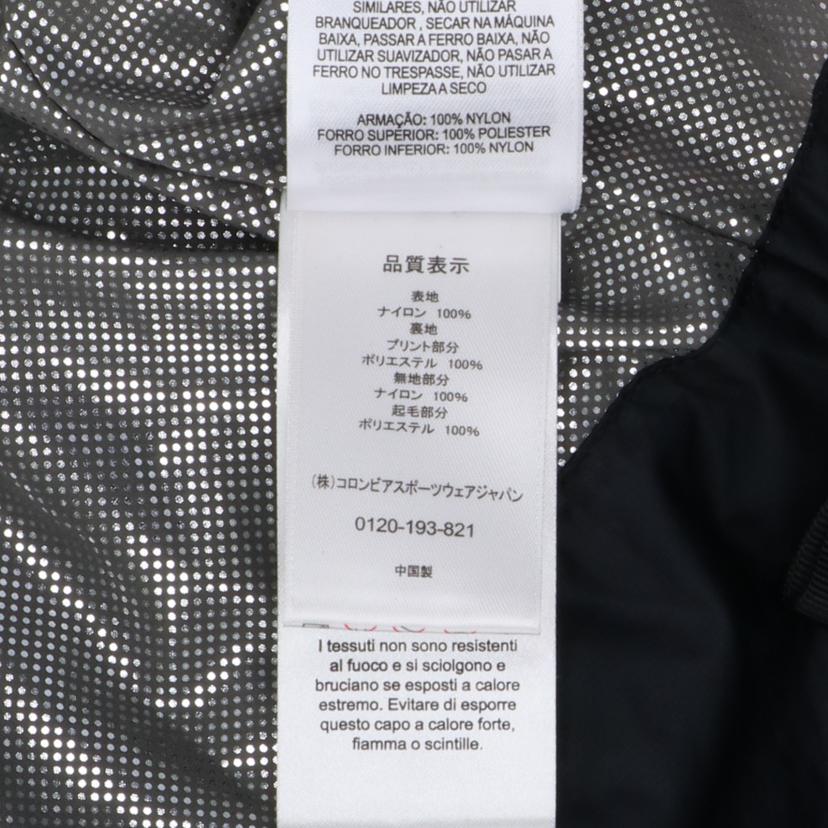 SIMILARES, NÃO UTILIZAR
BRANQUEADOR , SECAR NA MÁQUINA
BAIXA, PASSAR A FERRO BAIXA, NÃO
UTILIZAR SUAVIZADOR, NÃO PASAR A
FERRO NO TRESPASSE, NÃO UTILIZAR
LIMPEZA A SECO
ARMAÇÃO: 100% NYLON
FORRO SUPERIOR: 100% POLIESTER
FORRO INFERIOR: 100% NYLON
品質表示
表地
ナイロン 100%
裏地
プリント部分
ポリエステル 100%
無地部分
ナイロン 100%
起毛部分
ポリエステル 100%
(株)コロンビアスポーツウェアジャパン
0120-193-821
中国製
I tessuti non sono resistenti
al fuoco e si sciolgono e
bruciano se esposti a calore
estremo. Evitare di esporre
questo capo a calore forte,
fiamma o scintille.